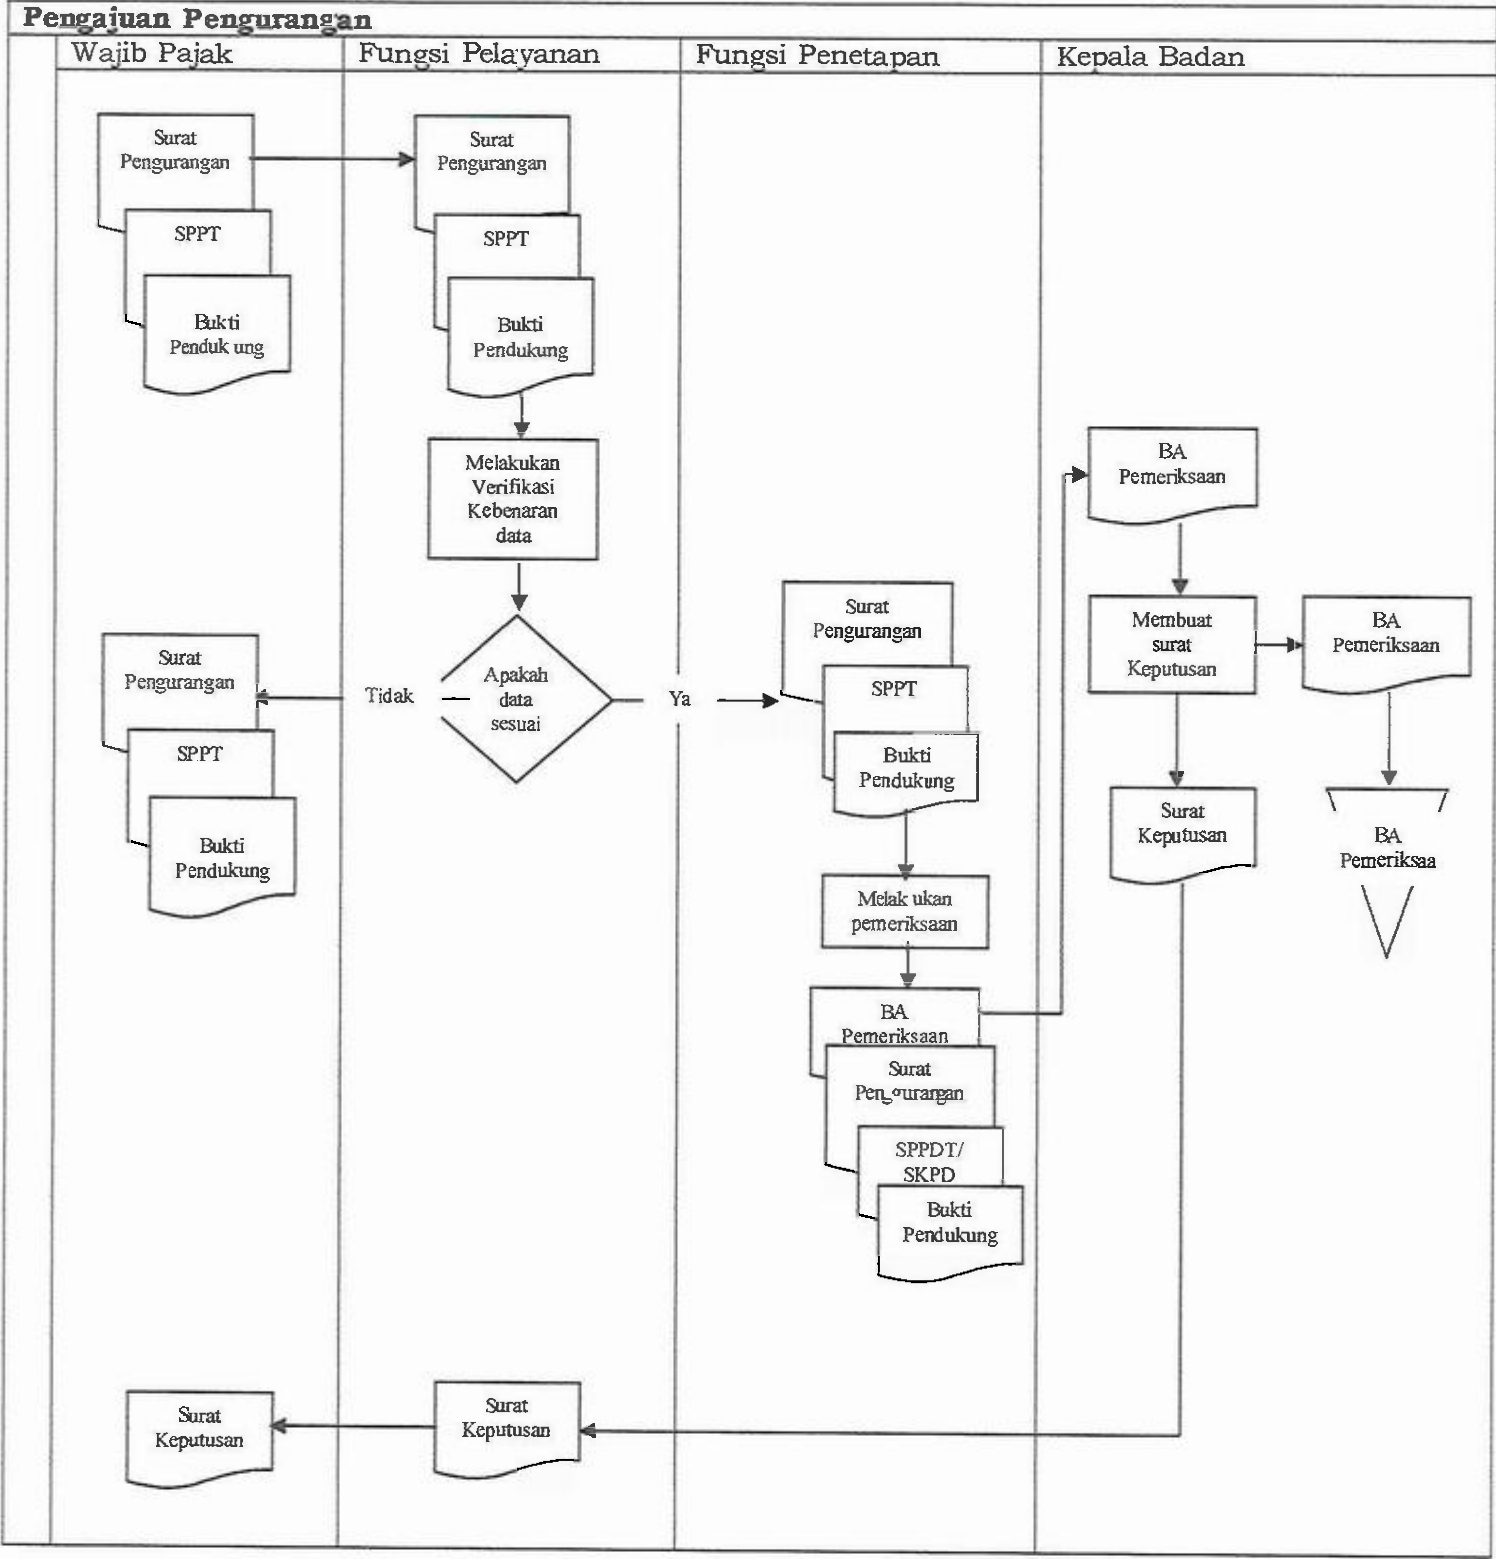 Pengajuan Pengurangan
Wajib Pajak
Fungsi Pelayanan
Fungsi Penetapan
Kepala Badan
Surat
Pengurangan
SPPT
Bukti
Penduk ung
Surat
Pengurangan
SPPT
Bukti
Pendukung
Melakukan
Verifikasi
Kebenaran
data
Apakah
data
sesuai
Tidak
Ya
Surat
Pengurangan
SPPT
Bukti
Pendukung
Surat
Pengurangan
SPPT
Bukti
Pendukung
Melak ukan
pemeriksaan
BA
Pemeriksaan
Surat
Pengurangan
SPPDT/
SKPD
Bukti
Pendukung
BA
Pemeriksaan
Membuat
surat
Keputusan
BA
Pemeriksaan
Surat
Keputusan
BA
Pemeriksaa
Surat
Keputusan
Surat
Keputusan